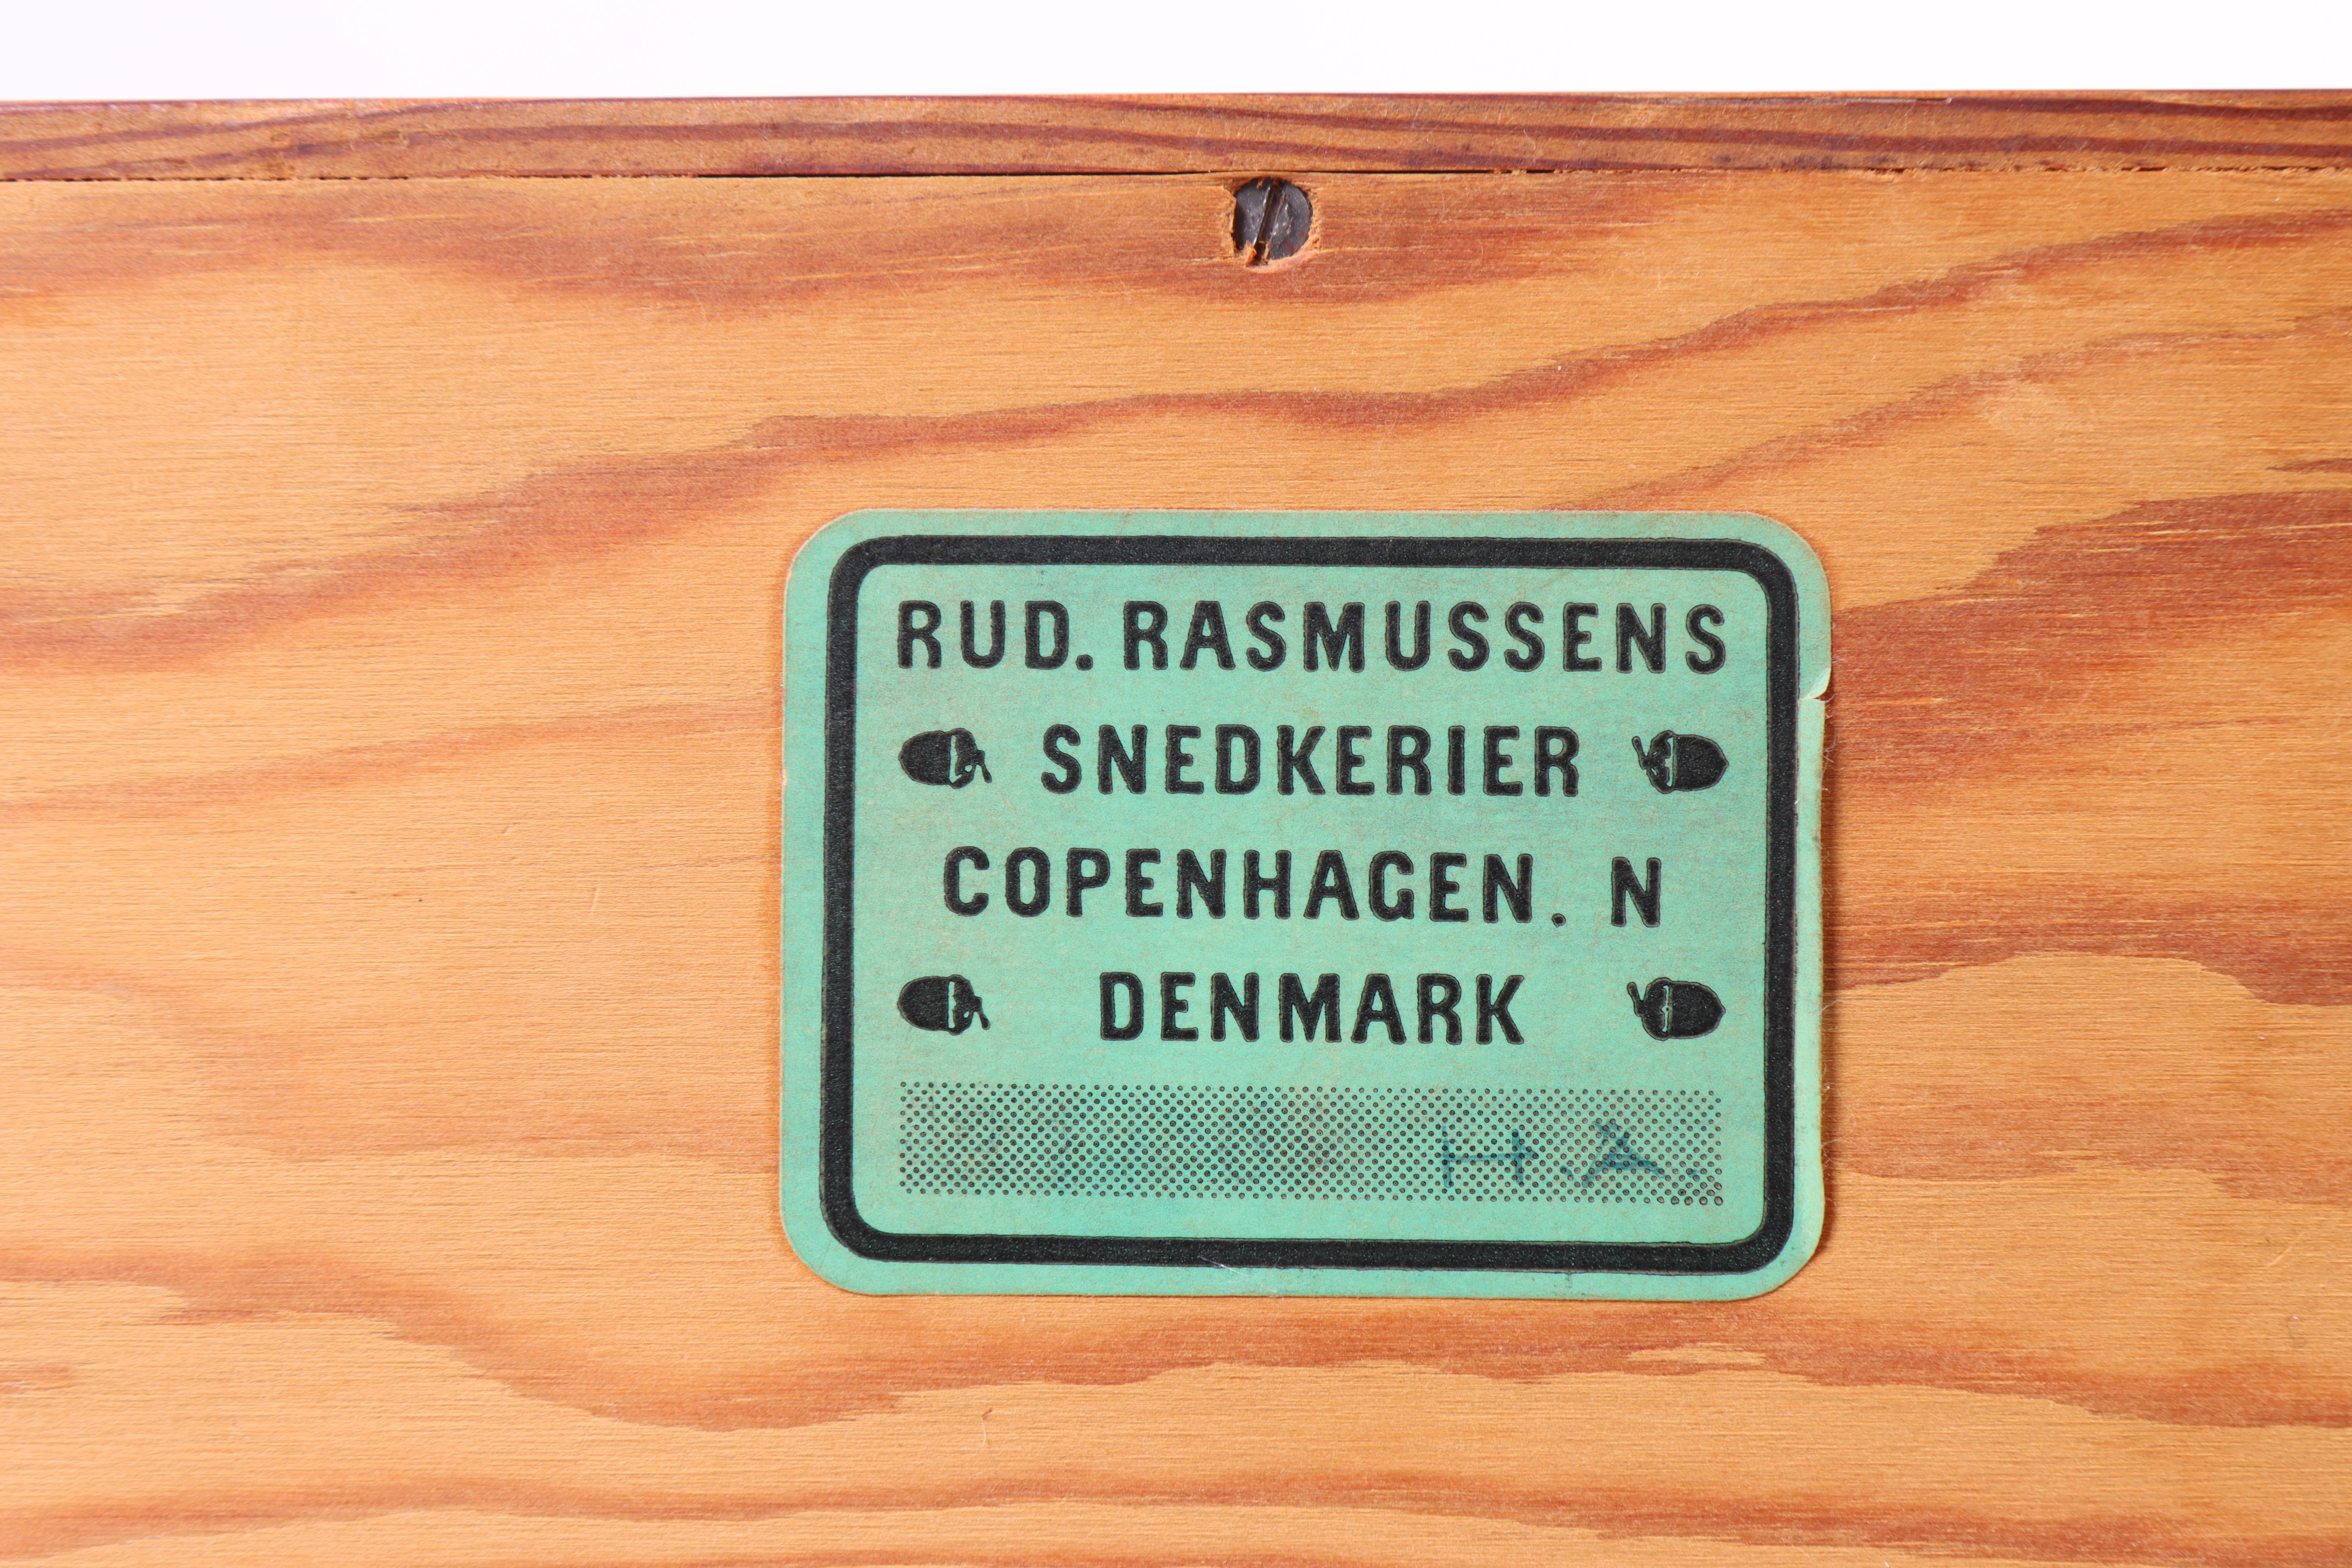 RUD. RASMUSSENS
SNEDKERIER
COPENHAGEN. N
DENMARK
H.A.